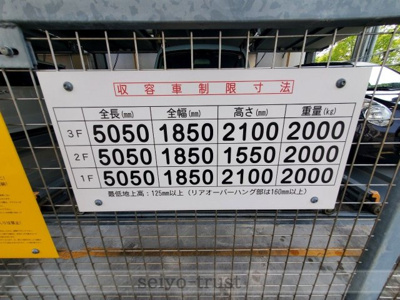 収容車制限寸法
全長(mm) 全幅(mm) 高さ(mm) 重量(kg)
3F 5050 1850 2100 2000
2F 5050 1850 1550 2000
1F 5050 1850 2100 2000
最低地上高：125mm以上（リアオーバーハング部は160mm以上）
seiyo-trust